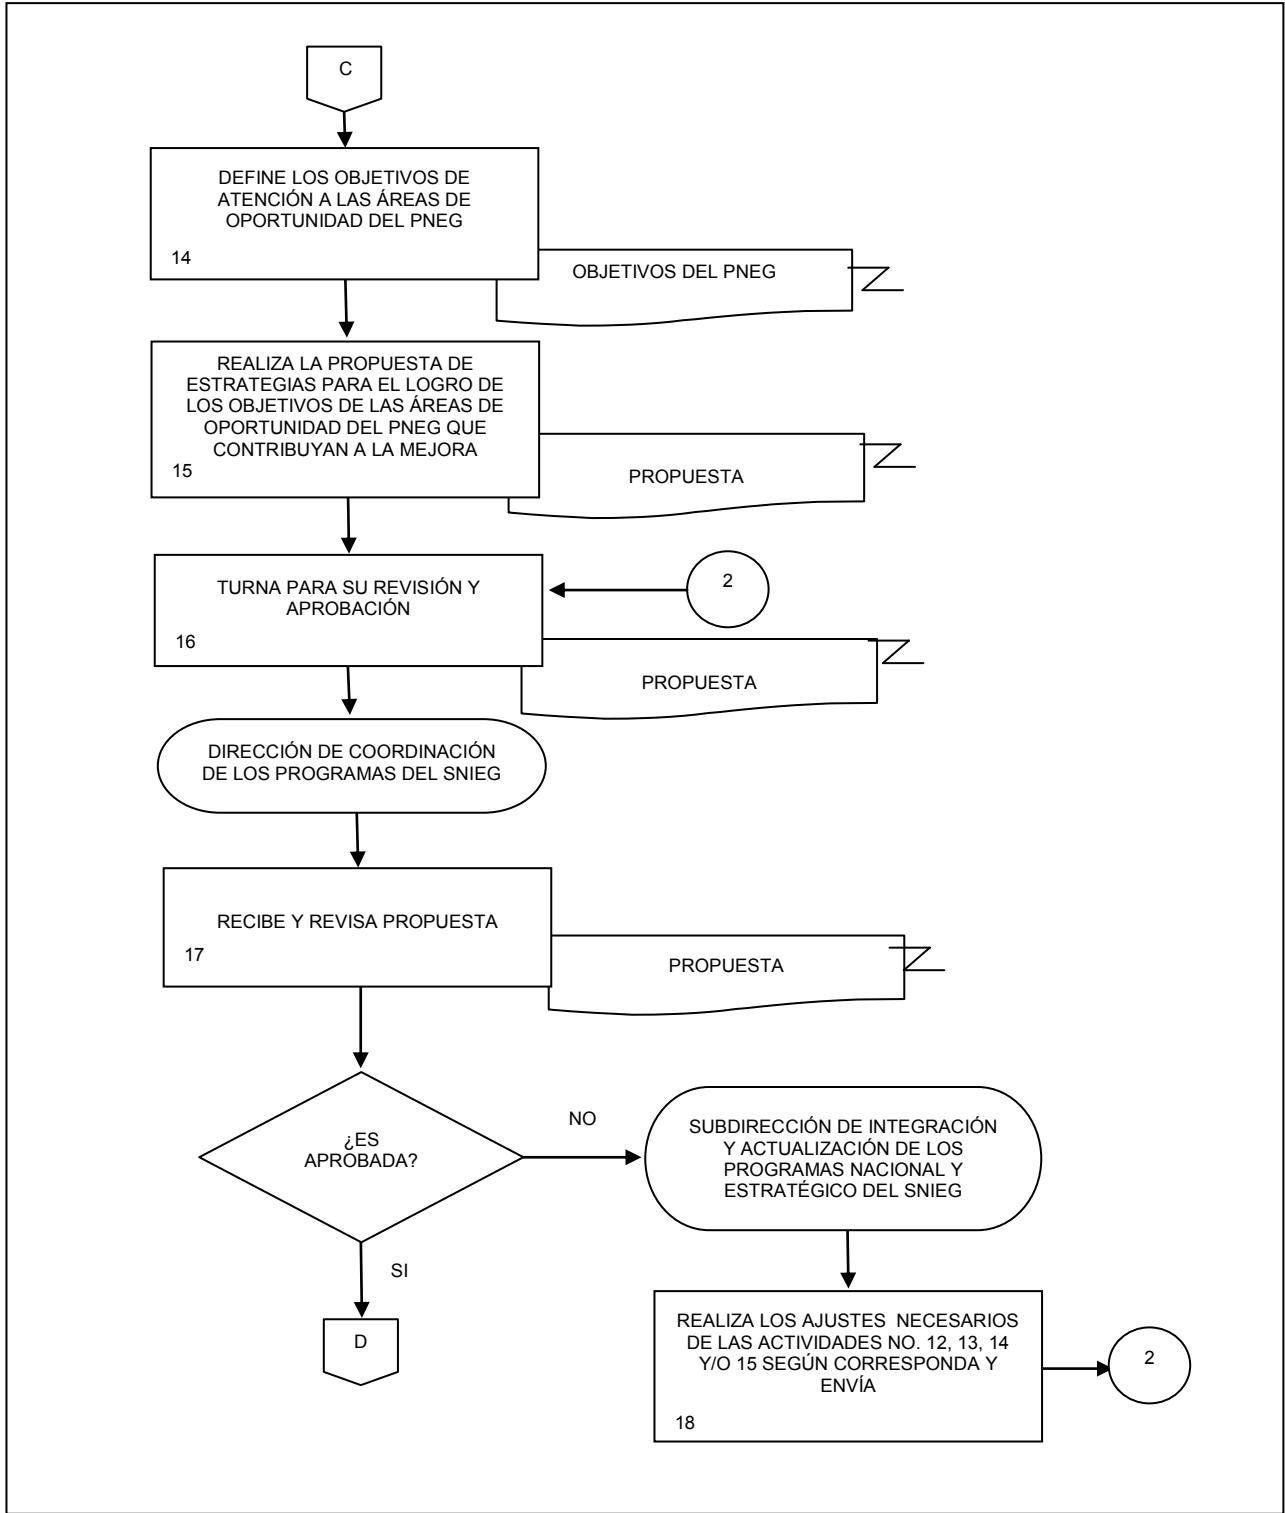 C
DEFINE LOS OBJETIVOS DE
ATENCIÓN A LAS ÁREAS DE
OPORTUNIDAD DEL PNEG
14
OBJETIVOS DEL PNEG
REALIZA LA PROPUESTA DE
ESTRATEGIAS PARA EL LOGRO DE
LOS OBJETIVOS DE LAS ÁREAS DE
OPORTUNIDAD DEL PNEG QUE
CONTRIBUYAN A LA MEJORA
15
PROPUESTA
TURNA PARA SU REVISIÓN Y
APROBACIÓN
16
2
PROPUESTA
DIRECCIÓN DE COORDINACIÓN
DE LOS PROGRAMAS DEL SNIEG
RECIBE Y REVISA PROPUESTA
17
PROPUESTA
¿ES
APROBADA?
NO
SUBDIRECCIÓN DE INTEGRACIÓN
Y ACTUALIZACIÓN DE LOS
PROGRAMAS NACIONAL Y
ESTRATÉGICO DEL SNIEG
SI
D
REALIZA LOS AJUSTES  NECESARIOS
DE LAS ACTIVIDADES NO. 12, 13, 14
Y/O 15 SEGÚN CORRESPONDA Y
ENVÍA
18
2